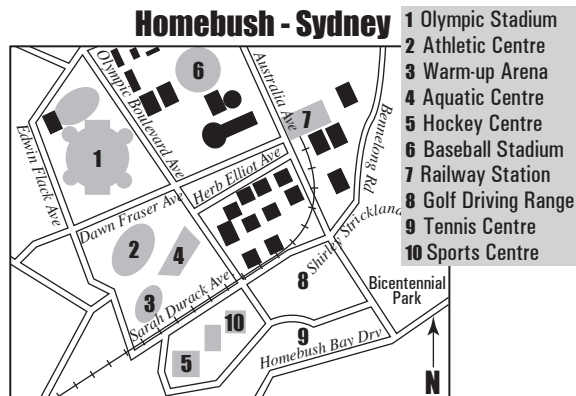 Homebush - Sydney
1 Olympic Stadium
2 Athletic Centre
3 Warm-up Arena
4 Aquatic Centre
5 Hockey Centre
6 Baseball Stadium
7 Railway Station
8 Golf Driving Range
9 Tennis Centre
10 Sports Centre
Olympic Boulevard Ave
6
Australia Ave
7
Bennelong Rd
Edwin Flack Ave
1
Herb Elliot Ave
Dawn Fraser Ave
2
4
Shirley Strickland
8
3
Sarah Durack Ave
Bicentennial
Park
10
9
Homebush Bay Drv
5
N